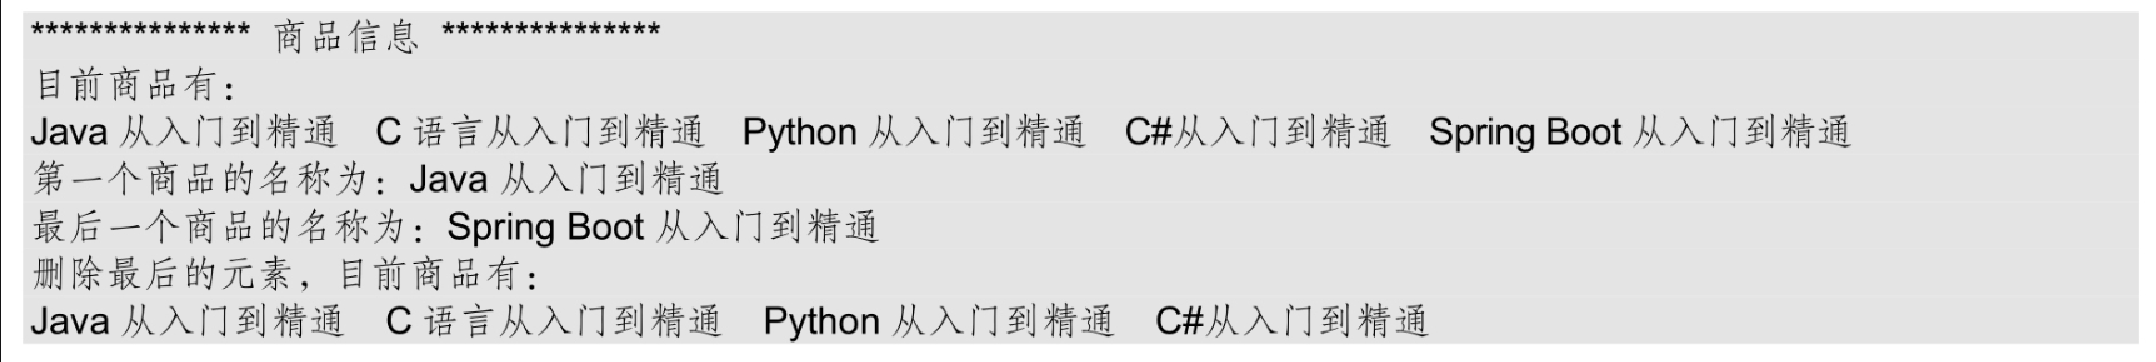 *************** 商品信息 ***************
目前商品有：
Java 从入门到精通 C 语言从入门到精通 Python 从入门到精通 C#从入门到精通 Spring Boot 从入门到精通
第一个商品的名称为：Java 从入门到精通
最后一个商品的名称为：Spring Boot 从入门到精通
删除最后的元素，目前商品有：
Java 从入门到精通 C 语言从入门到精通 Python 从入门到精通 C#从入门到精通